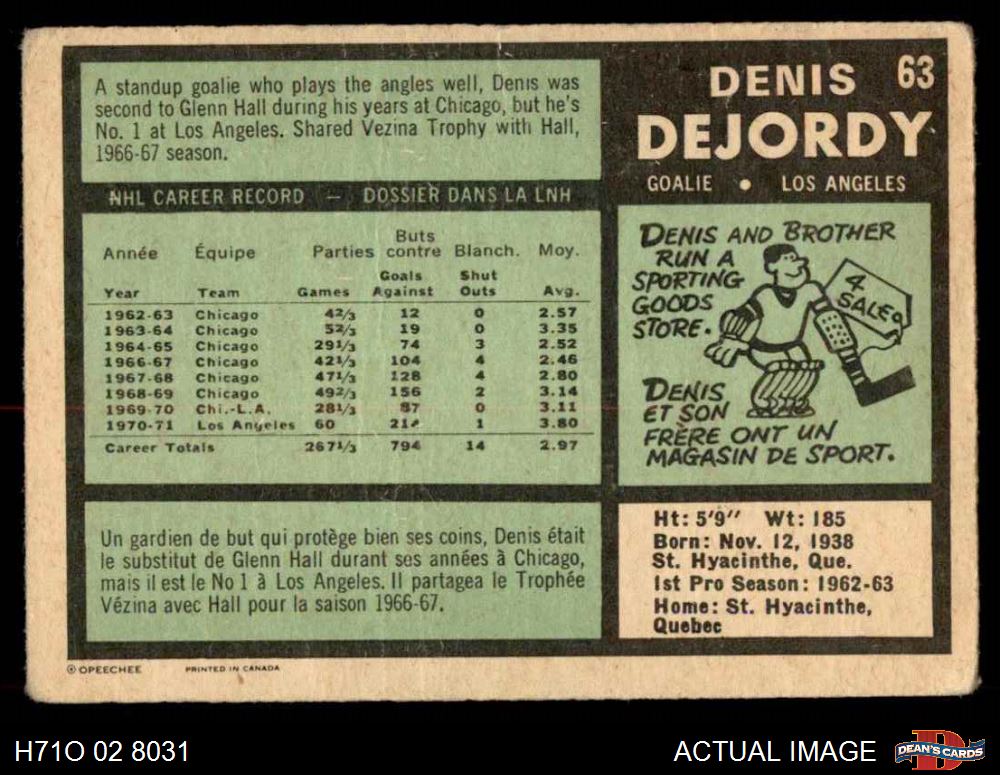 A standup goalie who plays the angles well, Denis was
second to Glenn Hall during his years at Chicago, but he's
No. 1 at Los Angeles. Shared Vezina Trophy with Hall,
1966-67 season.
DENIS 63
DEJORDY
GOALIE • LOS ANGELES
NHL CAREER RECORD — DOSSIER DANS LA LNH
Année Équipe Parties Buts contre Blanch. Moy.
Year Team Games Goals Against Shut Outs Avg.
1962-63 Chicago 42/3 12 0 2.57
1963-64 Chicago 52/3 19 0 3.35
1964-65 Chicago 291/3 74 3 2.52
1966-67 Chicago 421/3 104 4 2.46
1967-68 Chicago 471/3 128 4 2.80
1968-69 Chicago 492/3 156 2 3.14
1969-70 Chi.-L.A. 281/3 87 0 3.11
1970-71 Los Angeles 60 214 1 3.80
Career Totals 2671/3 794 14 2.97
DENIS AND BROTHER
RUN A
SPORTING
GOODS
STORE.
4
SALE
DENIS
ET SON
FRÈRE ONT UN
MAGASIN DE SPORT.
Un gardien de but qui protège bien ses coins, Denis était
le substitut de Glenn Hall durant ses années à Chicago,
mais il est le No 1 à Los Angeles. Il partagea le Trophée
Vézina avec Hall pour la saison 1966-67.
Ht: 5'9" Wt: 185
Born: Nov. 12, 1938
St. Hyacinthe, Que.
1st Pro Season: 1962-63
Home: St. Hyacinthe,
Quebec
© OPEECHEE PRINTED IN CANADA
H71O 02 8031
ACTUAL IMAGE
DEAN'S CARDS